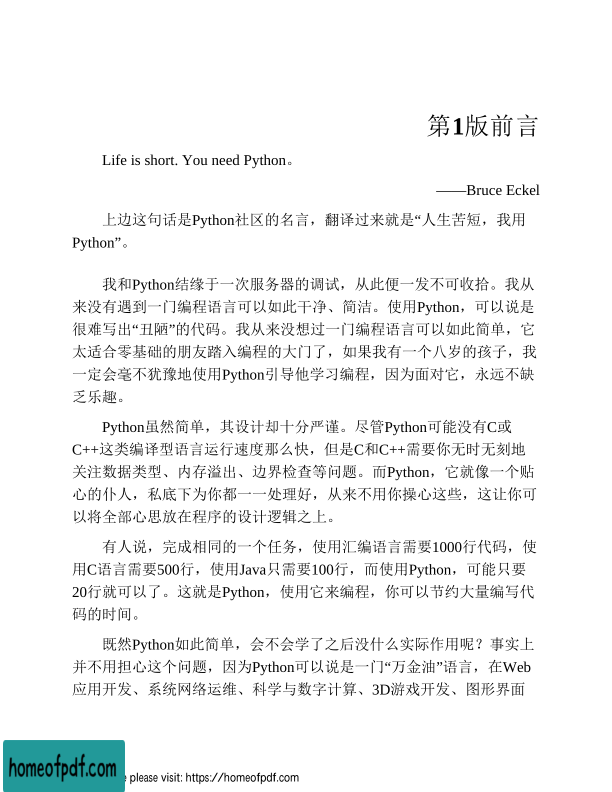 第1版前言
Life is short. You need Python。
——Bruce Eckel
上边这句话是Python社区的名言，翻译过来就是“人生苦短，我用
Python”。
我和Python结缘于一次服务器的调试，从此便一发不可收拾。我从
来没有遇到一门编程语言可以如此干净、简洁。使用Python，可以说是
很难写出“丑陋”的代码。我从来没想过一门编程语言可以如此简单，它
太适合零基础的朋友踏入编程的大门了，如果我有一个八岁的孩子，我
一定会毫不犹豫地使用Python引导他学习编程，因为面对它，永远不缺
乏乐趣。
Python虽然简单，其设计却十分严谨。尽管Python可能没有C或
C++这类编译型语言运行速度那么快，但是C和C++需要你无时无刻地
关注数据类型、内存溢出、边界检查等问题。而Python，它就像一个贴
心的仆人，私底下为你都一一处理好，从来不用你操心这些，这让你可
以将全部心思放在程序的设计逻辑之上。
有人说，完成相同的一个任务，使用汇编语言需要1000行代码，使
用C语言需要500行，使用Java只需要100行，而使用Python，可能只要
20行就可以了。这就是Python，使用它来编程，你可以节约大量编写代
码的时间。
既然Python如此简单，会不会学了之后没什么实际作用呢？事实上
并不用担心这个问题，因为Python可以说是一门“万金油”语言，在Web
应用开发、系统网络运维、科学与数字计算、3D游戏开发、图形界面
homeofpdf.com
e please visit: https://homeofpdf.com